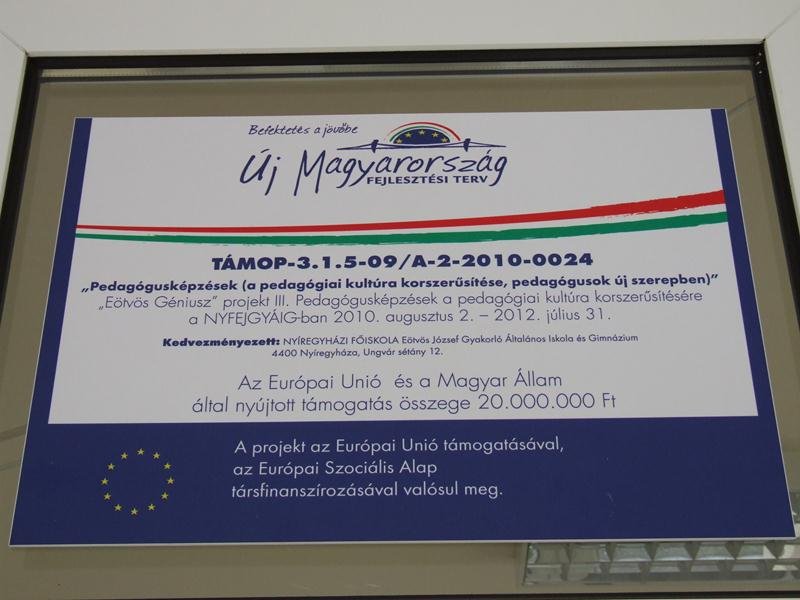 Befektetés a jövőbe
Új Magyarország
FEJLESZTÉSI TERV
TÁMOP-3.1.5-09/A-2-2010-0024
„Pedagógusképzések (a pedagógiai kultúra korszerűsítése, pedagógusok új szerepben)”
„Eötvös Géniusz” projekt III. Pedagógusképzések a pedagógiai kultúra korszerűsítésére
a NYFEJGYÁIG-ban 2010. augusztus 2. – 2012. július 31.
Kedvezményezett: NYÍREGYHÁZI FŐISKOLA Eötvös József Gyakorló Általános Iskola és Gimnázium
4400 Nyíregyháza, Ungvár sétány 12.
Az Európai Unió és a Magyar Állam
által nyújtott támogatás összege 20.000.000 Ft
A projekt az Európai Unió támogatásával,
az Európai Szociális Alap
társfinanszírozásával valósul meg.